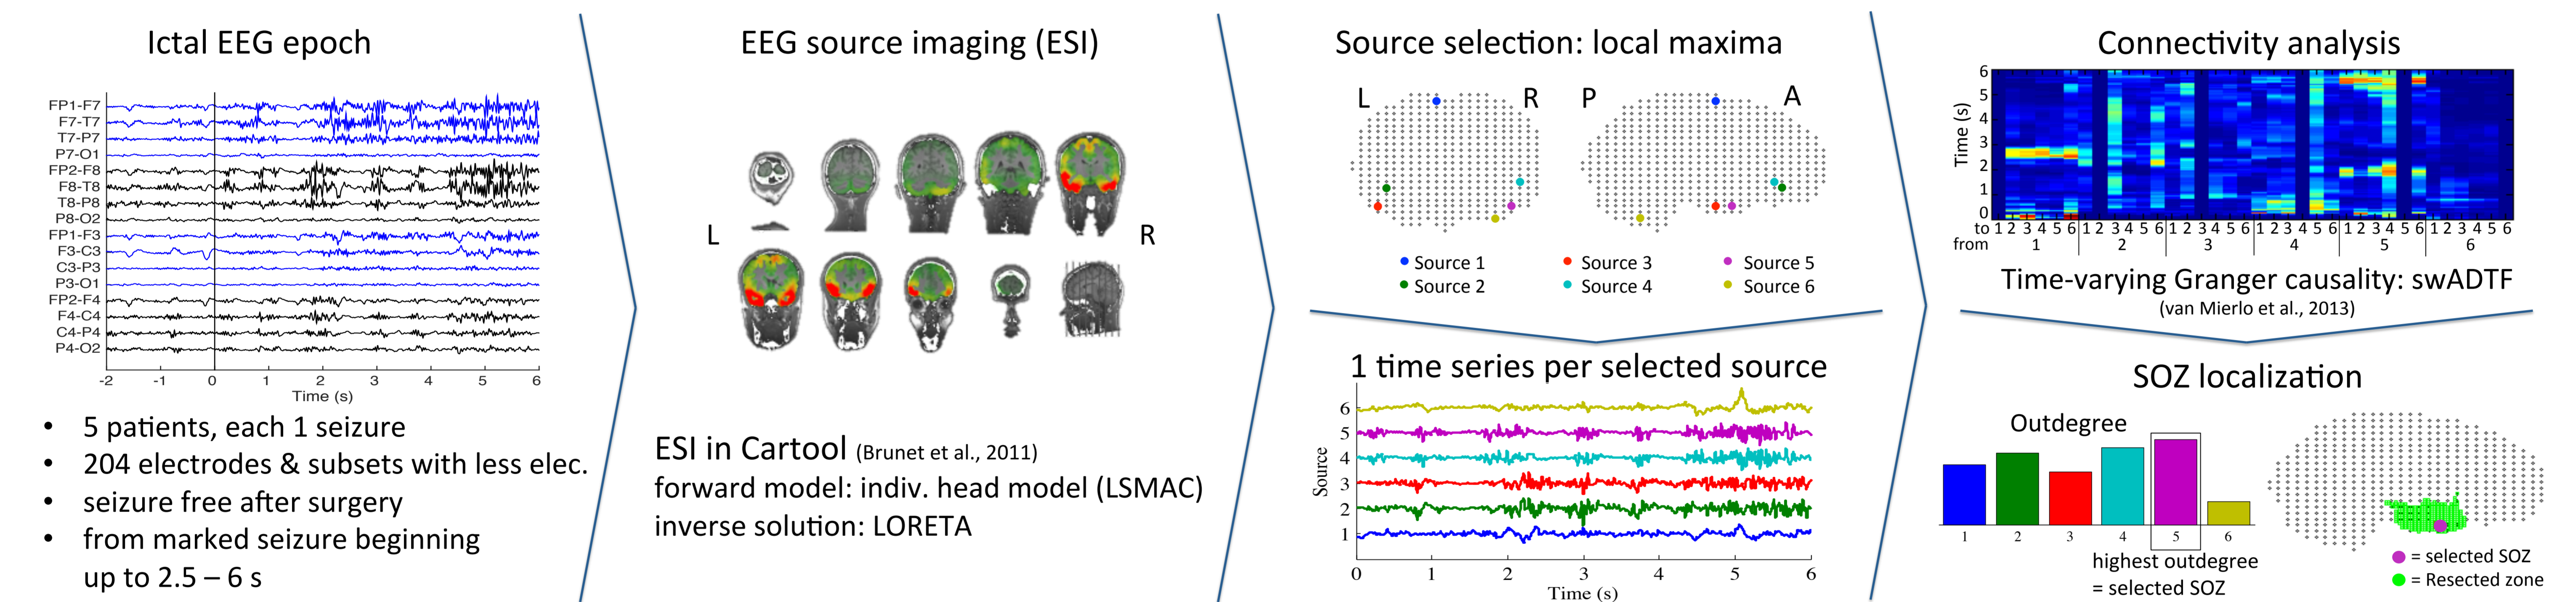 Ictal EEG epoch
FP1-F7
F7-T7
T7-P7
P7-O1
FP2-F8
F8-T8
T8-P8
P8-O2
FP1-F3
F3-C3
C3-P3
P3-O1
FP2-F4
F4-C4
C4-P4
P4-O2
-2 -1 0 1 2 3 4 5 6
Time (s)
• 5 patients, each 1 seizure
• 204 electrodes & subsets with less elec.
• seizure free after surgery
• from marked seizure beginning
up to 2.5 – 6 s
EEG source imaging (ESI)
L R
ESI in Cartool (Brunet et al., 2011)
forward model: indiv. head model (LSMAC)
inverse solution: LORETA
Source selection: local maxima
L R P A
Source 1 Source 3 Source 5
Source 2 Source 4 Source 6
1 time series per selected source
Source
6
5
4
3
2
1
0 1 2 3 4 5 6
Time (s)
Connectivity analysis
Time (s)
6
5
4
3
2
1
0
to 1 2 3 4 5 6 1 2 3 4 5 6 1 2 3 4 5 6 1 2 3 4 5 6 1 2 3 4 5 6 1 2 3 4 5 6
from 1 2 3 4 5 6
Time-varying Granger causality: swADTF
(van Mierlo et al., 2013)
SOZ localization
Outdegree
1 2 3 4 5 6
highest outdegree
= selected SOZ
= selected SOZ
= Resected zone